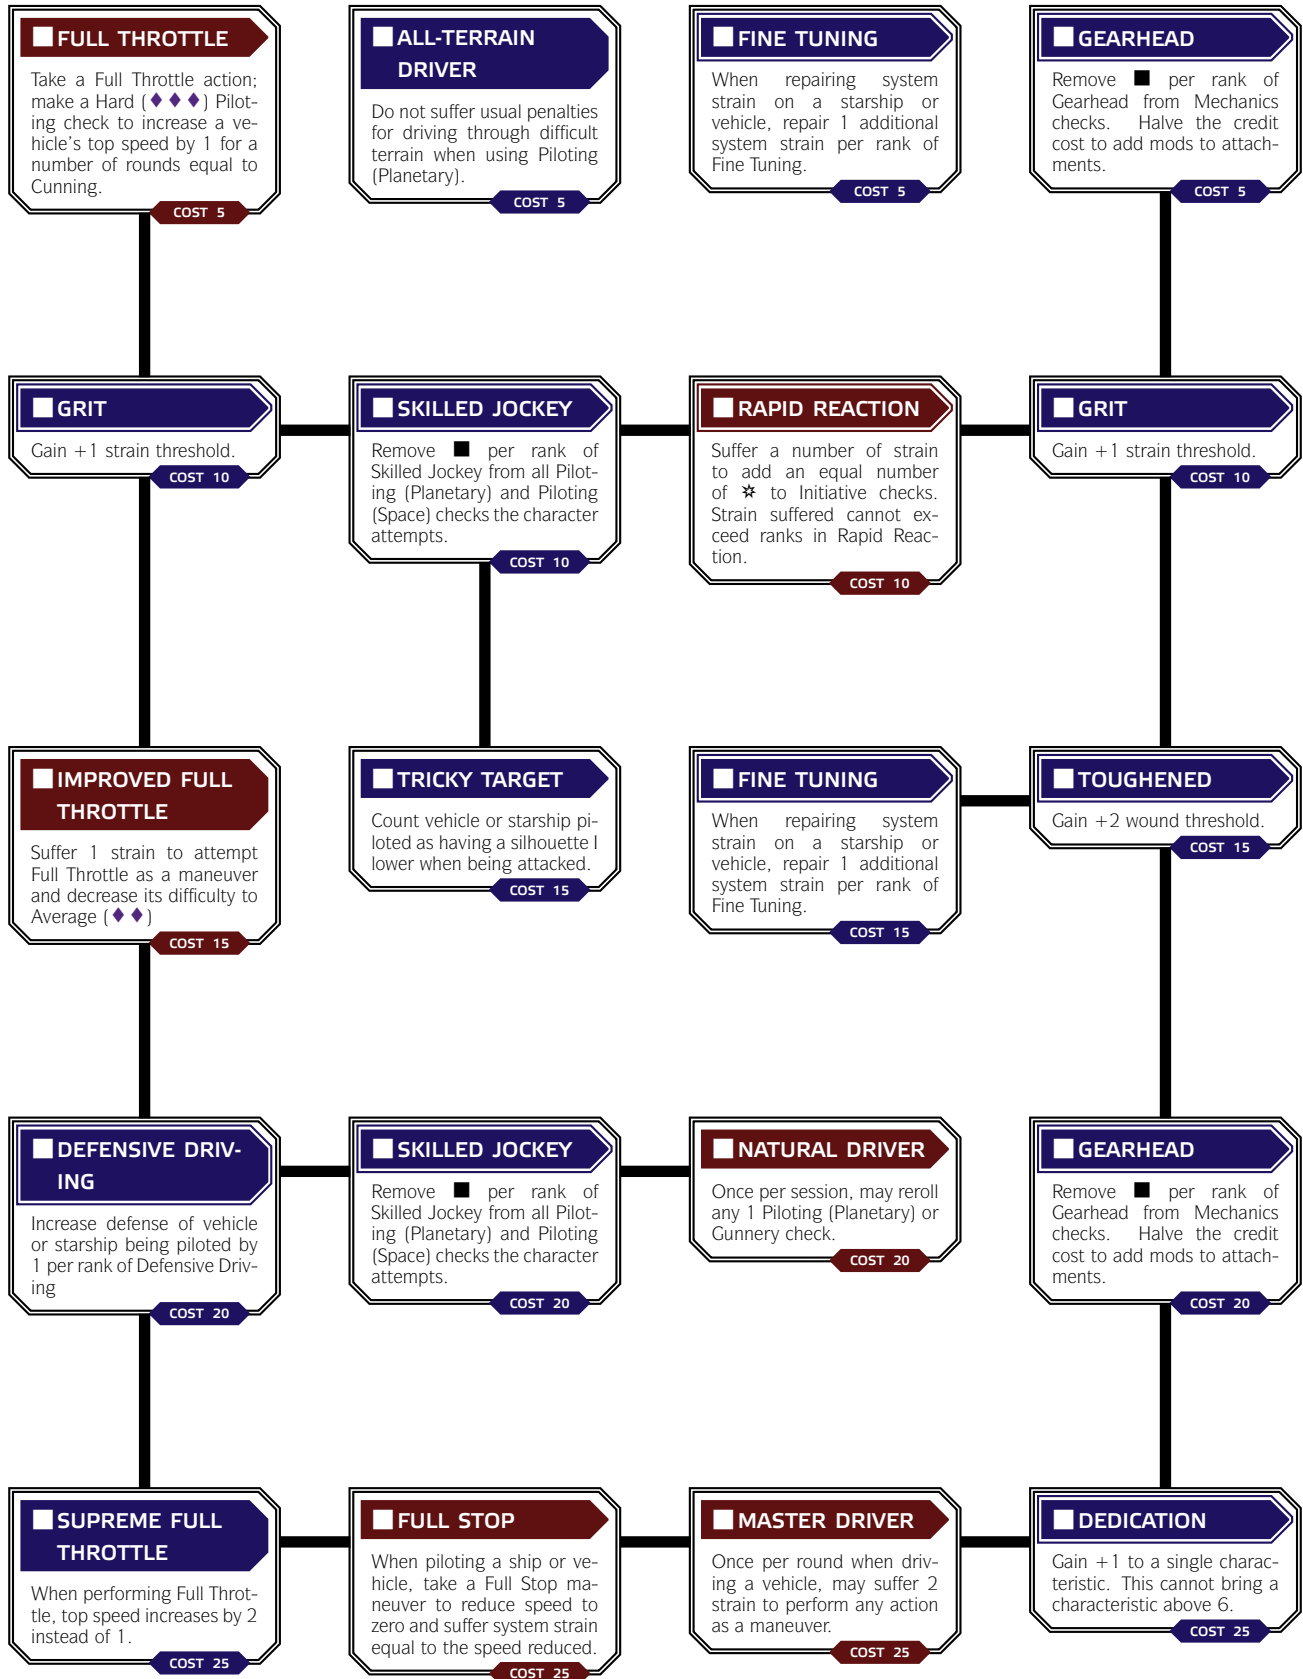 FULL THROTTLE
Take a Full Throttle action;
make a Hard (♦ ♦ ♦) Pilot-
ing check to increase a ve-
hicle's top speed by 1 for a
number of rounds equal to
Cunning.
COST 5
ALL-TERRAIN
DRIVER
Do not suffer usual penalties
for driving through difficult
terrain when using Piloting
(Planetary).
COST 5
FINE TUNING
When repairing system
strain on a starship or
vehicle, repair 1 additional
system strain per rank of
Fine Tuning.
COST 5
GEARHEAD
Remove ■ per rank of
Gearhead from Mechanics
checks. Halve the credit
cost to add mods to attach-
ments.
COST 5
GRIT
Gain +1 strain threshold.
COST 10
SKILLED JOCKEY
Remove ■ per rank of
Skilled Jockey from all Pilot-
ing (Planetary) and Piloting
(Space) checks the character
attempts.
COST 10
RAPID REACTION
Suffer a number of strain
to add an equal number
of ✲ to Initiative checks.
Strain suffered cannot ex-
ceed ranks in Rapid Reac-
tion.
COST 10
GRIT
Gain +1 strain threshold.
COST 10
IMPROVED FULL
THROTTLE
Suffer 1 strain to attempt
Full Throttle as a maneuver
and decrease its difficulty to
Average (♦ ♦)
COST 15
TRICKY TARGET
Count vehicle or starship pi-
loted as having a silhouette I
lower when being attacked.
COST 15
FINE TUNING
When repairing system
strain on a starship or
vehicle, repair 1 additional
system strain per rank of
Fine Tuning.
COST 15
TOUGHENED
Gain +2 wound threshold.
COST 15
DEFENSIVE DRIV-
ING
Increase defense of vehicle
or starship being piloted by
1 per rank of Defensive Driv-
ing
COST 20
SKILLED JOCKEY
Remove ■ per rank of
Skilled Jockey from all Pilot-
ing (Planetary) and Piloting
(Space) checks the character
attempts.
COST 20
NATURAL DRIVER
Once per session, may reroll
any 1 Piloting (Planetary) or
Gunnery check.
COST 20
GEARHEAD
Remove ■ per rank of
Gearhead from Mechanics
checks. Halve the credit
cost to add mods to attach-
ments.
COST 20
SUPREME FULL
THROTTLE
When performing Full Throt-
tle, top speed increases by 2
instead of 1.
COST 25
FULL STOP
When piloting a ship or ve-
hicle, take a Full Stop ma-
neuver to reduce speed to
zero and suffer system strain
equal to the speed reduced.
COST 25
MASTER DRIVER
Once per round when driv-
ing a vehicle, may suffer 2
strain to perform any action
as a maneuver.
COST 25
DEDICATION
Gain +1 to a single charac-
teristic. This cannot bring a
characteristic above 6.
COST 25